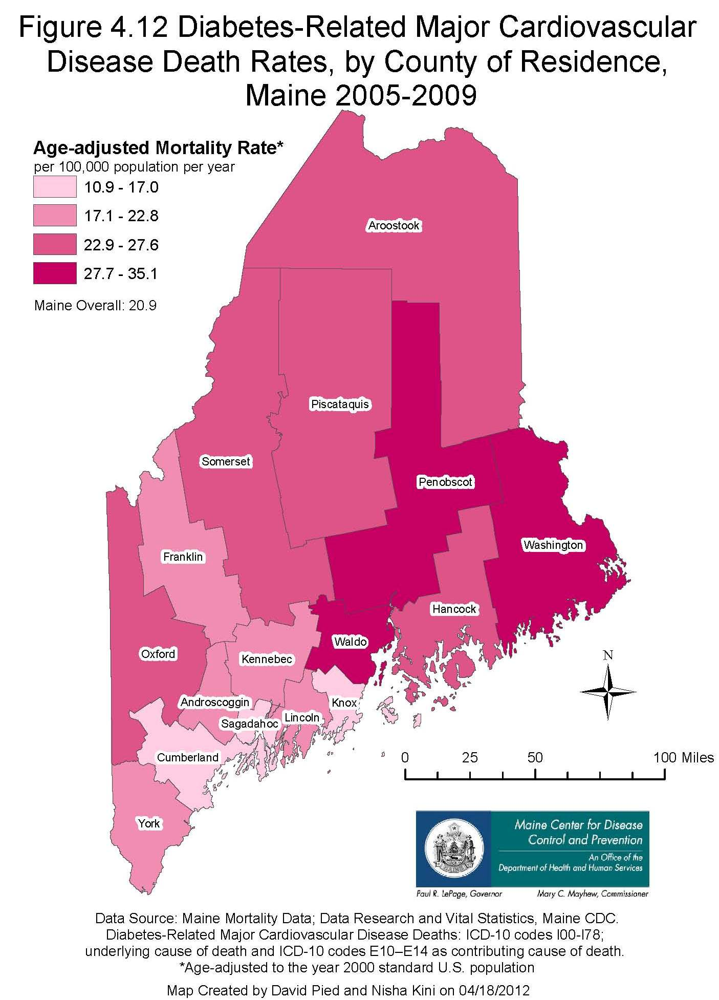 Figure 4.12 Diabetes-Related Major Cardiovascular
Disease Death Rates, by County of Residence,
Maine 2005-2009
Age-adjusted Mortality Rate*
per 100,000 population per year
10.9 - 17.0
17.1 - 22.8
22.9 - 27.6
27.7 - 35.1
Maine Overall: 20.9
Aroostook
Piscataquis
Somerset
Penobscot
Washington
Franklin
Hancock
Waldo
Oxford
Kennebec
Androscoggin
Knox
Lincoln
Sagadahoc
Cumberland
York
N
0 25 50 100 Miles
Maine Center for Disease
Control and Prevention
An Office of the
Department of Health and Human Services
Paul R. LePage, Governor Mary C. Mayhew, Commissioner
Data Source: Maine Mortality Data; Data Research and Vital Statistics, Maine CDC.
Diabetes-Related Major Cardiovascular Disease Deaths: ICD-10 codes I00-I78;
underlying cause of death and ICD-10 codes E10–E14 as contributing cause of death.
*Age-adjusted to the year 2000 standard U.S. population
Map Created by David Pied and Nisha Kini on 04/18/2012